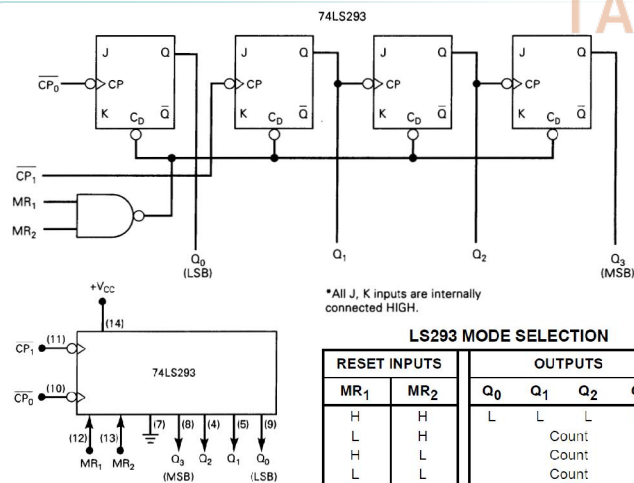 TA
74LS293
J Q J Q J Q J Q
CP0 CP CP CP CP
K CD Q K CD Q K CD Q K CD Q
CP1
MR1
MR2
Q0 Q1 Q2 Q3
(LSB) (MSB)
*All J, K inputs are internally
connected HIGH.
+VCC
(14)
CP1 (11)
74LS293
CP0 (10)
(12) (13) (7) (8) (4) (5) (9)
MR1 MR2 Q3 Q2 Q1 Q0
(MSB) (LSB)
LS293 MODE SELECTION
RESET INPUTS OUTPUTS
MR1 MR2 Q0 Q1 Q2
H H L L L
L H Count
H L Count
L L Count